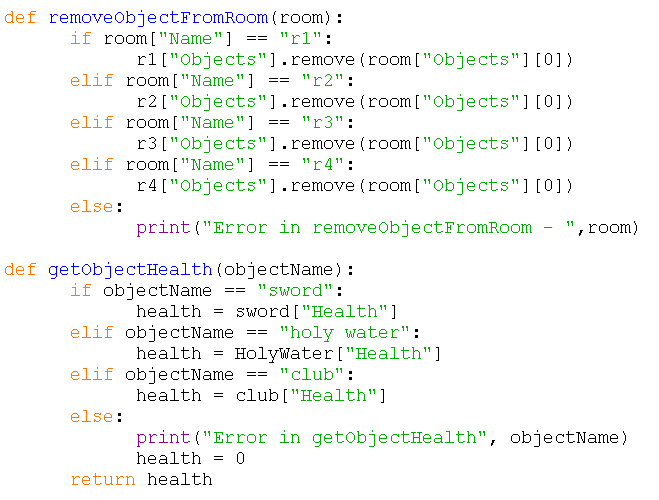 def removeObjectFromRoom(room):
      if room["Name"] == "r1":
            r1["Objects"].remove(room["Objects"][0])
      elif room["Name"] == "r2":
            r2["Objects"].remove(room["Objects"][0])
      elif room["Name"] == "r3":
            r3["Objects"].remove(room["Objects"][0])
      elif room["Name"] == "r4":
            r4["Objects"].remove(room["Objects"][0])
      else:
            print("Error in removeObjectFromRoom - ",room)

def getObjectHealth(objectName):
      if objectName == "sword":
            health = sword["Health"]
      elif objectName == "holy water":
            health = HolyWater["Health"]
      elif objectName == "club":
            health = club["Health"]
      else:
            print("Error in getObjectHealth", objectName)
            health = 0
      return health